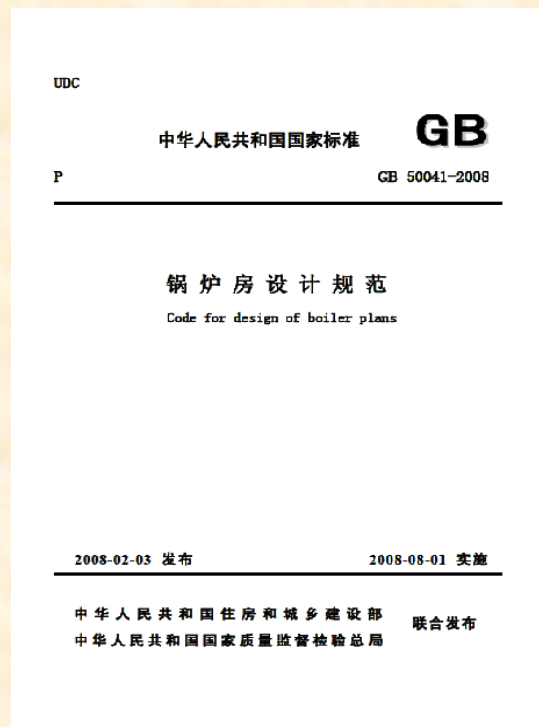 UDC
中华人民共和国国家标准 GB
P GB 50041-2008
锅炉房设计规范
Code for design of boiler plans
2008-02-03 发布 2008-08-01 实施
中华人民共和国住房和城乡建设部
中华人民共和国国家质量监督检验总局
联合发布